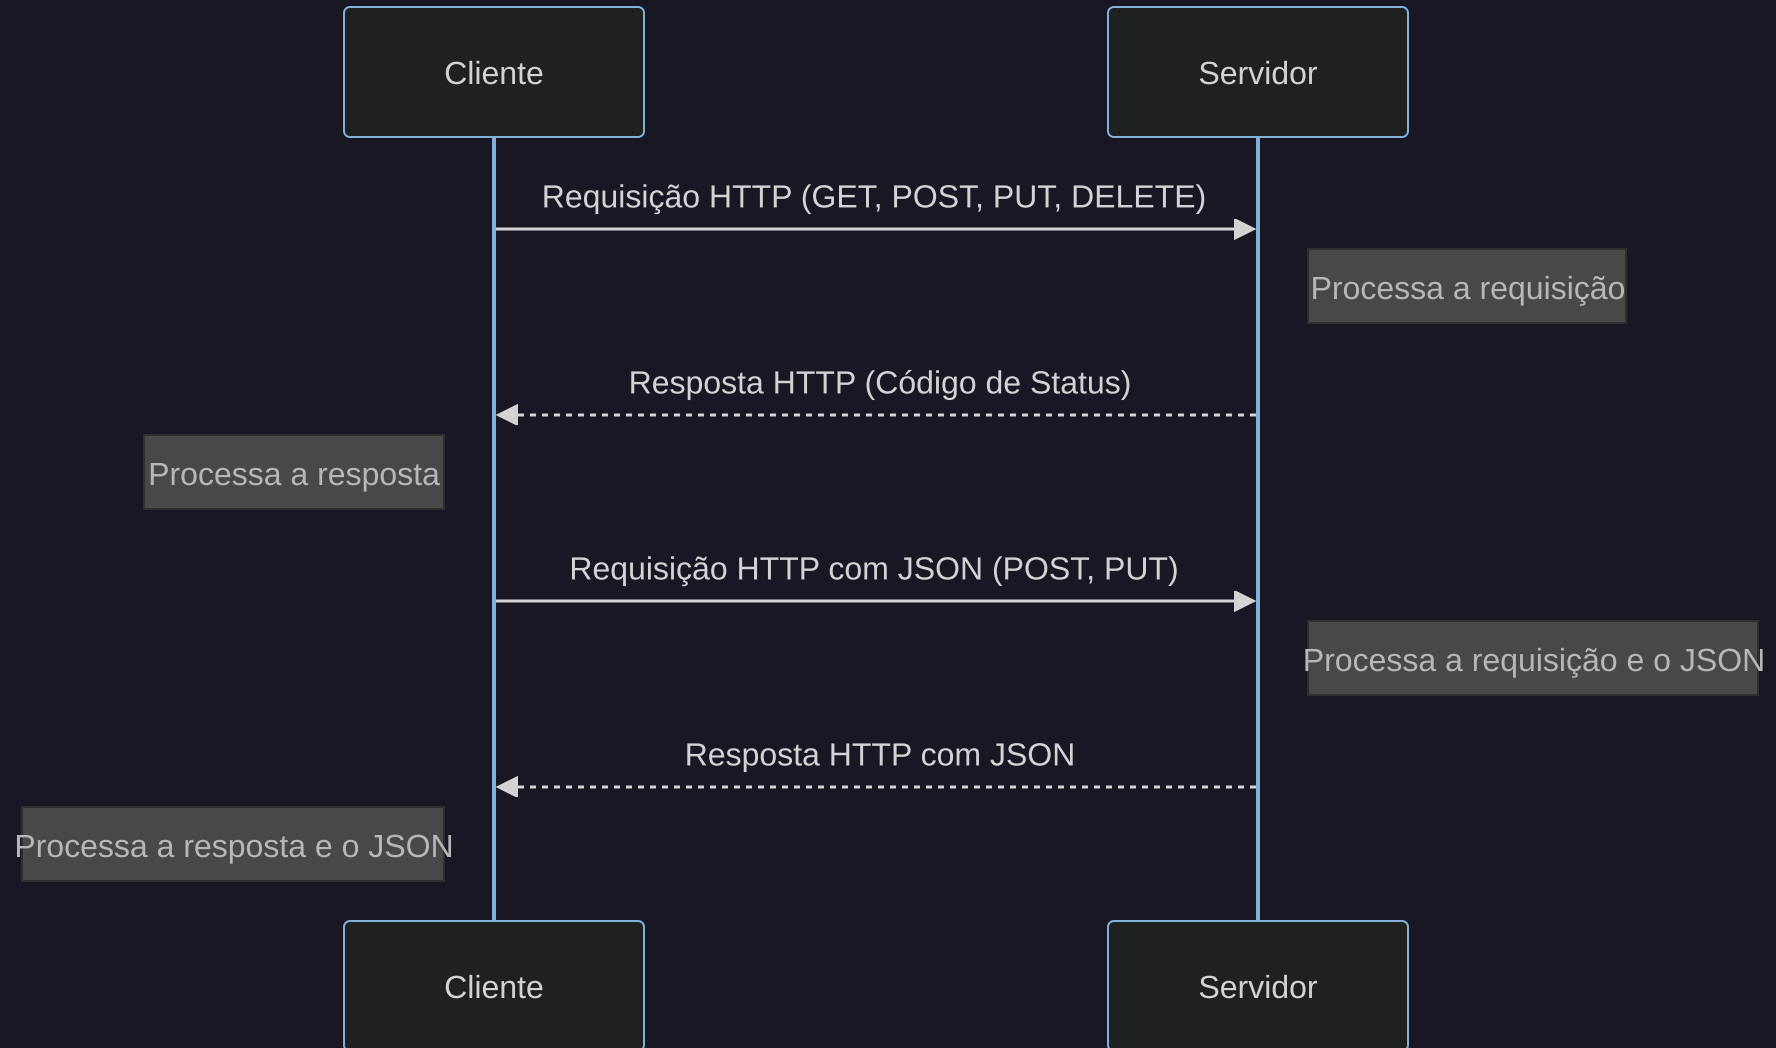 Cliente
Servidor
Requisição HTTP (GET, POST, PUT, DELETE)
Processa a requisição
Resposta HTTP (Código de Status)
Processa a resposta
Requisição HTTP com JSON (POST, PUT)
Processa a requisição e o JSON
Resposta HTTP com JSON
Processa a resposta e o JSON
Cliente
Servidor